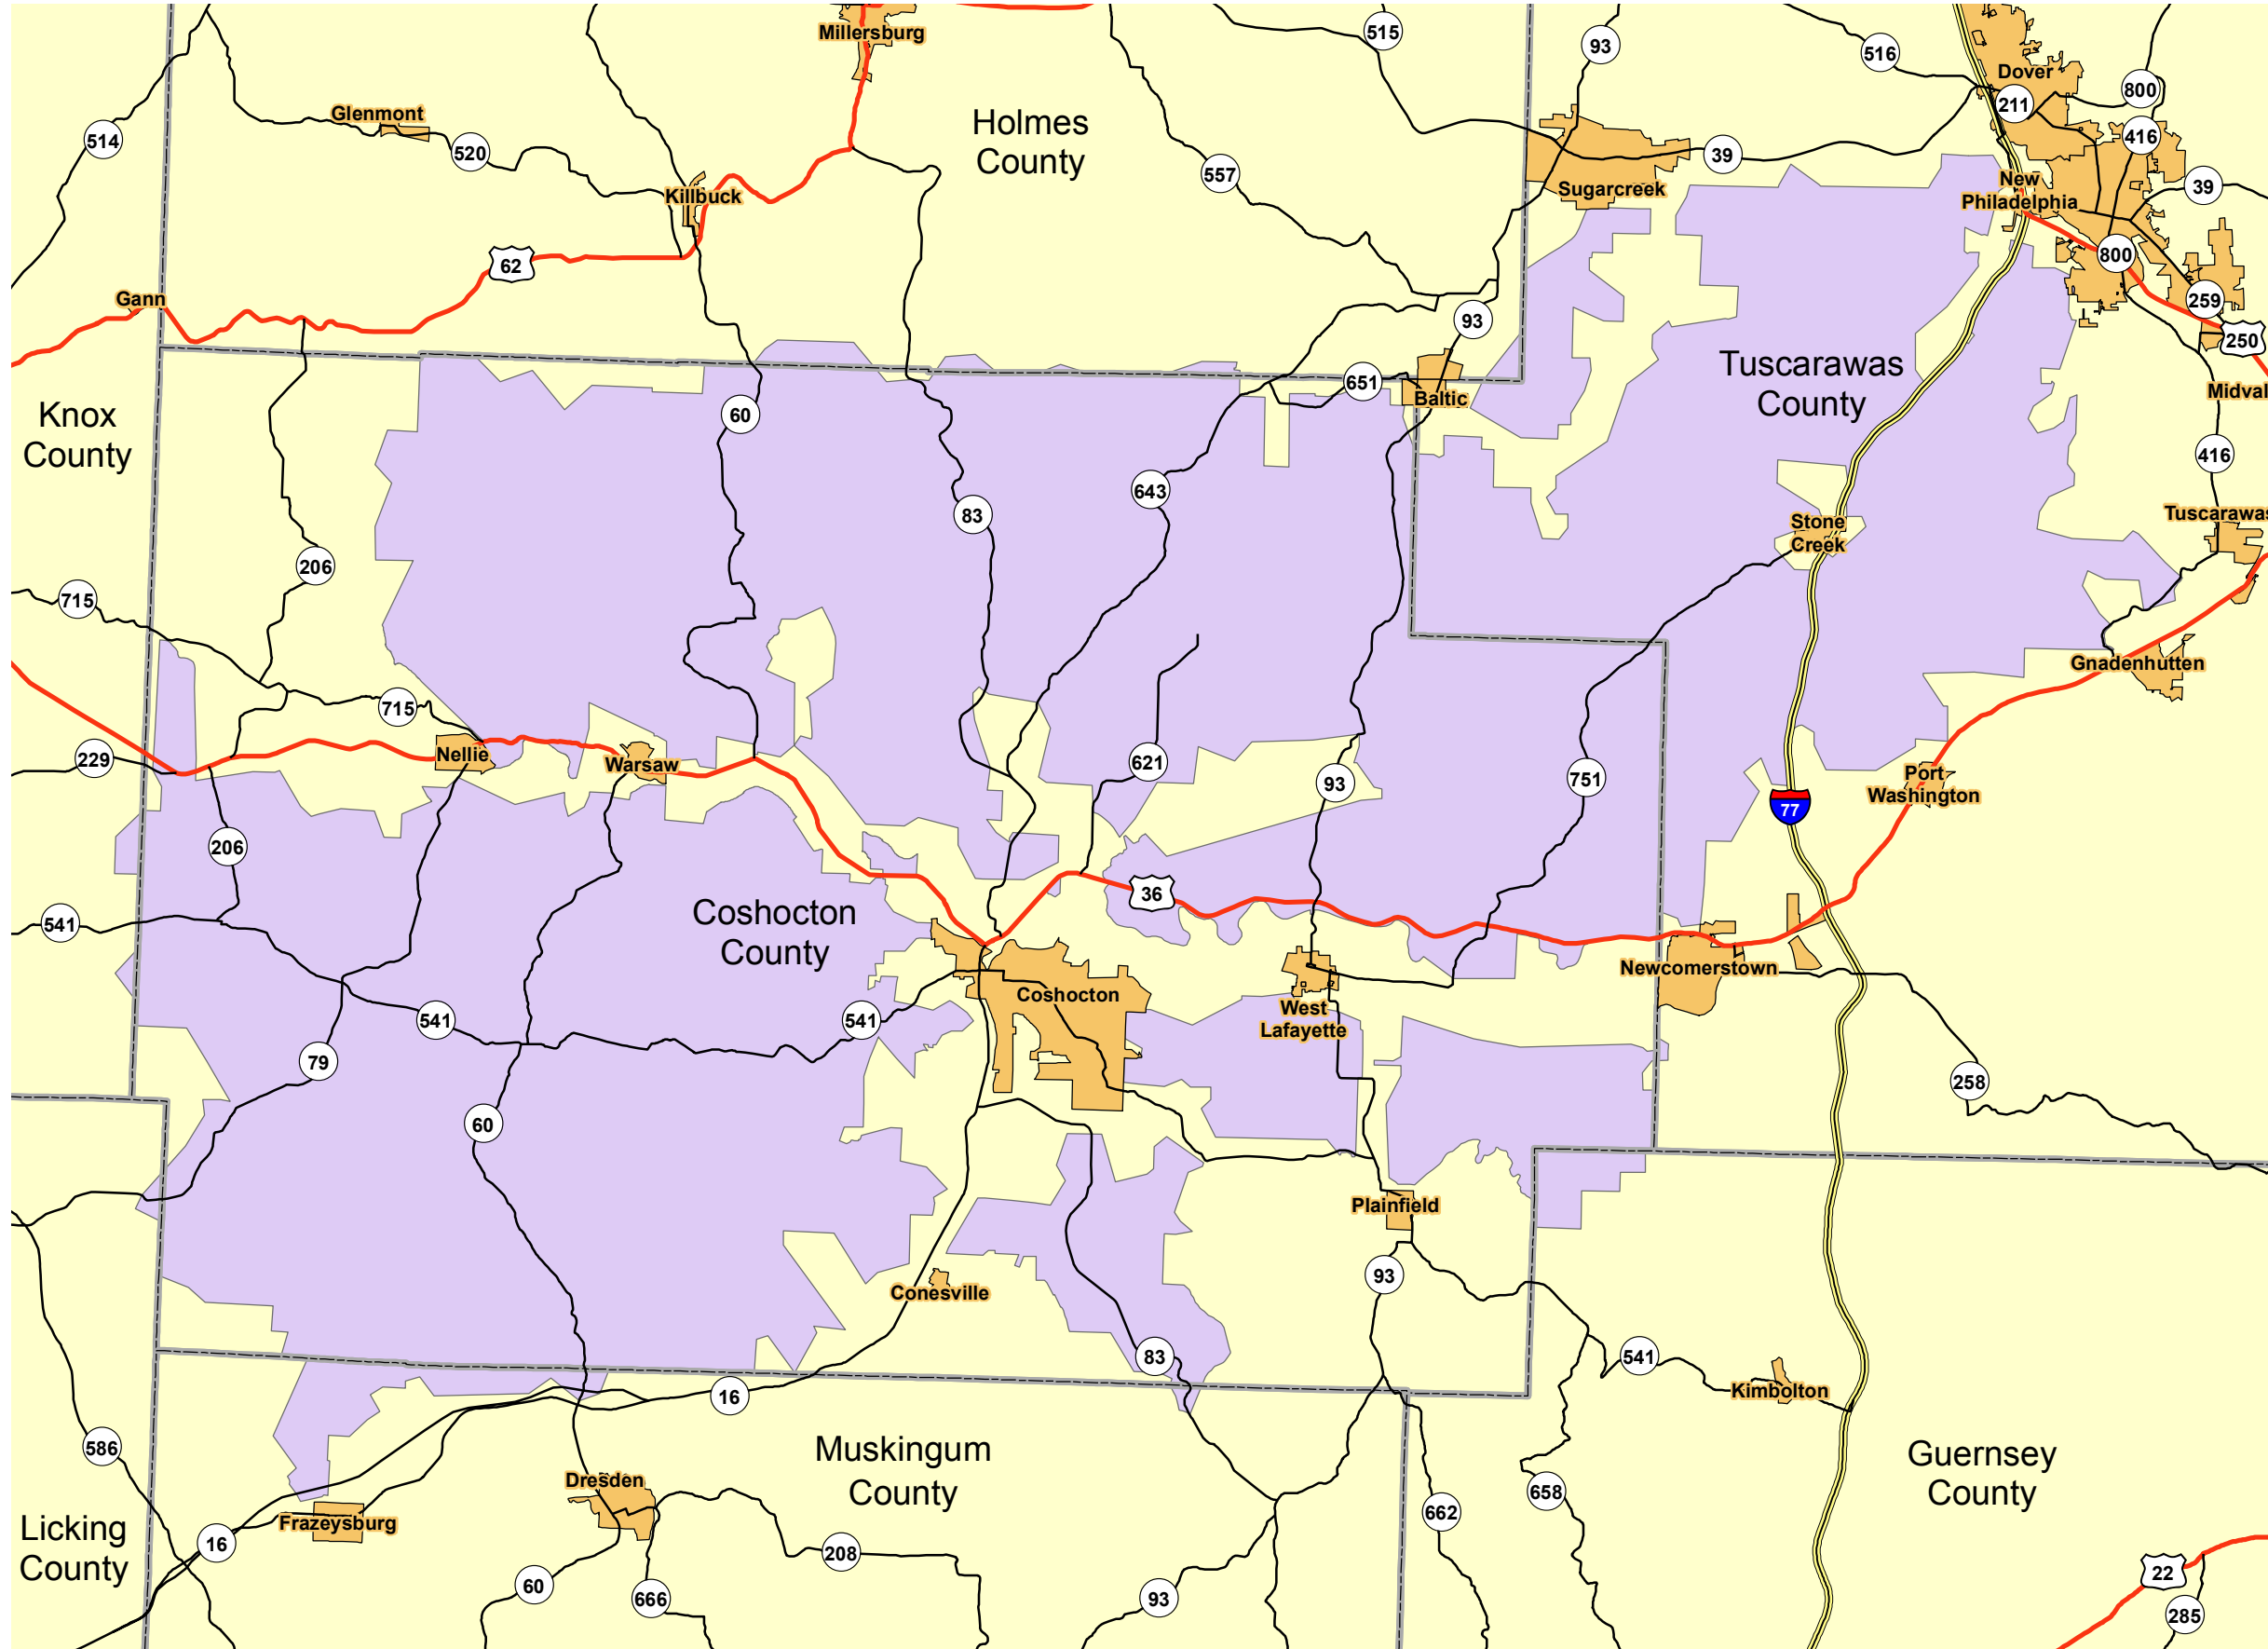 Millersburg
515
93
516
Dover
211
800
416
Glenmont
514
520
Holmes
County
557
39
Sugarcreek
New
Philadelphia
39
Killbuck
62
800
Gann
259
250
93
Tuscarawas
County
651
Baltic
Midval
Knox
County
60
416
643
83
Stone
Creek
Tuscarawas
206
715
Gnadenhutten
715
229
Nellie
Warsaw
621
93
751
Port
Washington
77
206
36
541
Coshocton
County
Newcomerstown
Coshocton
West
Lafayette
541
541
79
258
60
Plainfield
93
Conesville
83
541
Kimbolton
16
586
Muskingum
County
Guernsey
County
Dresden
658
662
Licking
County
Frazeysburg
16
208
60
666
93
22
285